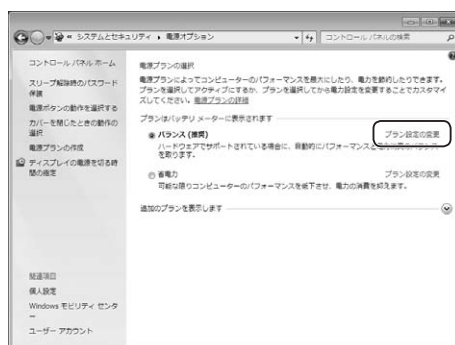 « システムとセキュリティ ▸ 電源オプション
コントロール パネルの検索
コントロール パネル ホーム
スリープ解除時のパスワード
保護
電源ボタンの動作を選択する
カバーを閉じたときの動作の
選択
電源プランの作成
ディスプレイの電源を切る時
間の指定
関連項目
個人設定
Windows モビリティ センタ
ー
ユーザー アカウント
電源プランの選択
電源プランによってコンピューターのパフォーマンスを最大にしたり、電力を節約したりできます。
プランを選択してアクティブにするか、プランを選択してから電力設定を変更することでカスタマイ
ズしてください。電源プランの詳細
プランはバッテリ メーターに表示されます
バランス (推奨)
プラン設定の変更
ハードウェアでサポートされている場合に、自動的にパフォーマンスと
を取ります。
省電力
プラン設定の変更
可能な限りコンピューターのパフォーマンスを低下させ、電力の消費を抑えます。
追加のプランを表示します